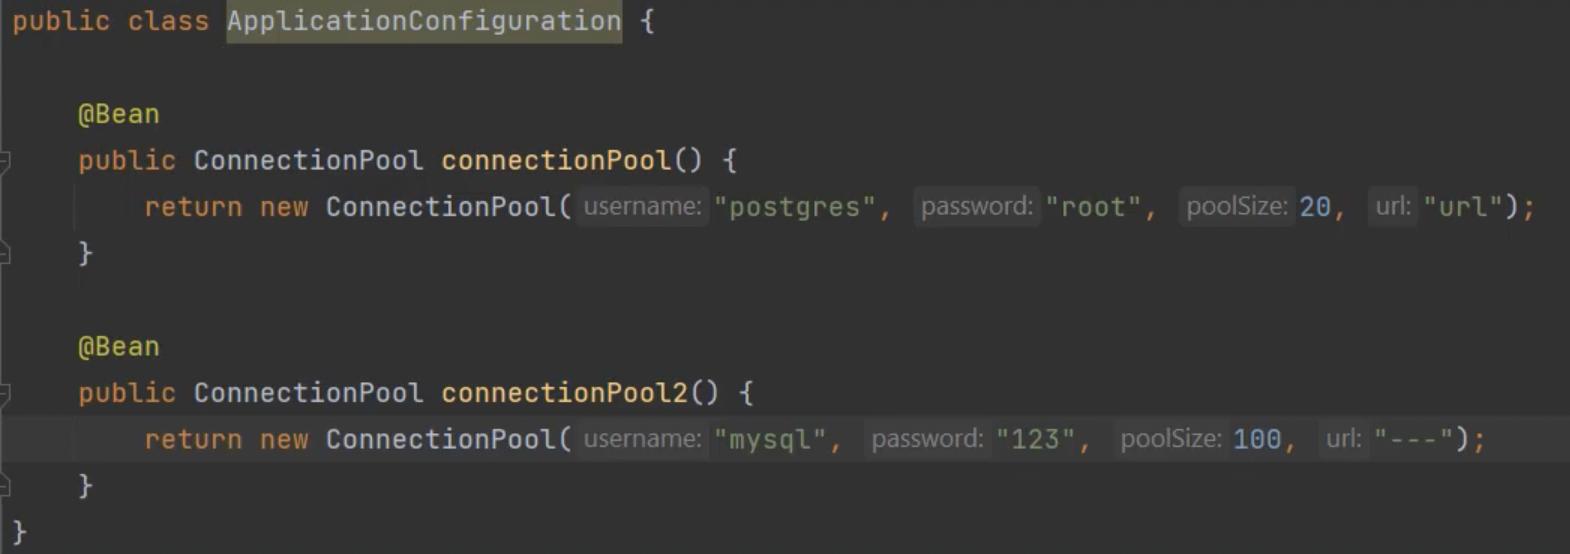 public class ApplicationConfiguration {
@Bean
public ConnectionPool connectionPool() {
return new ConnectionPool( username: "postgres", password: "root", poolSize: 20, url: "url");
}
@Bean
public ConnectionPool connectionPool2() {
return new ConnectionPool( username: "mysql", password: "123", poolSize: 100, url: "---");
}
}